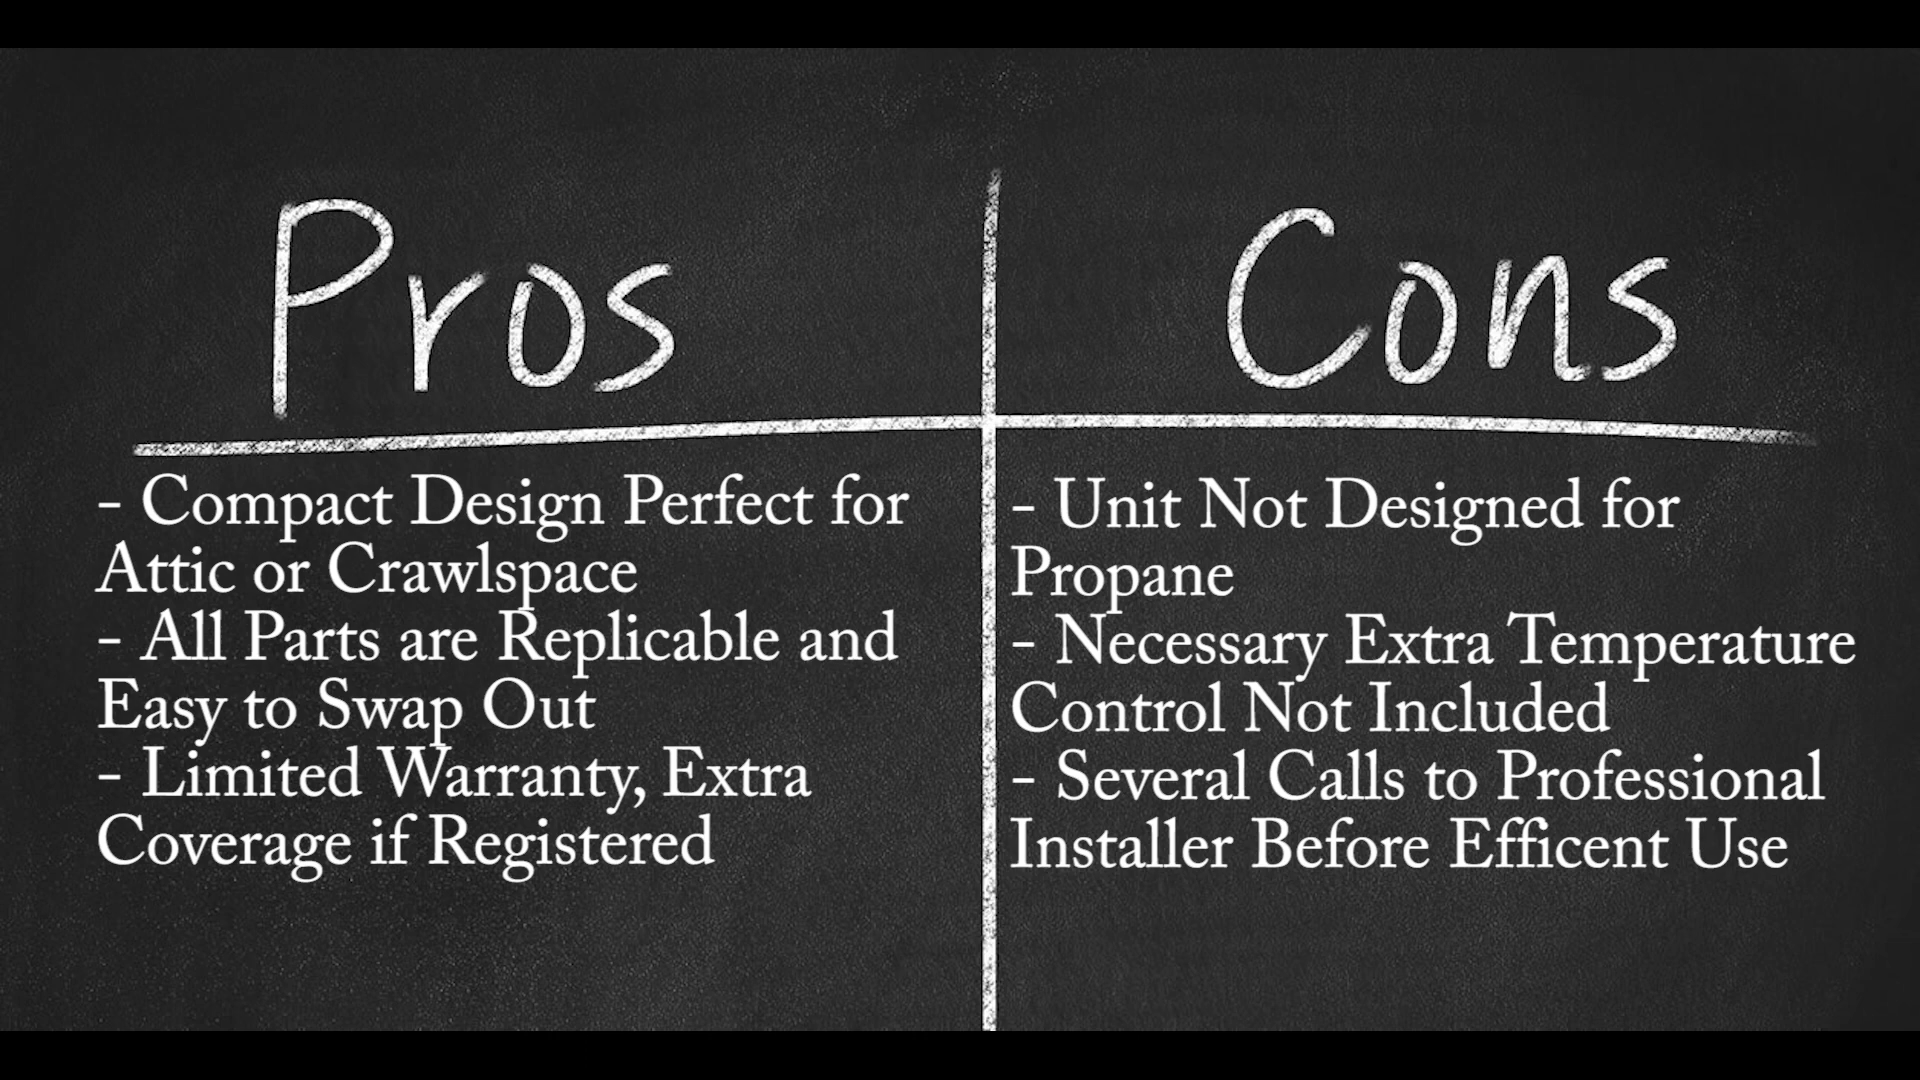 Pros
- Compact Design Perfect for
Attic or Crawlspace
- All Parts are Replicable and
Easy to Swap Out
- Limited Warranty, Extra
Coverage if Registered
Cons
- Unit Not Designed for
Propane
- Necessary Extra Temperature
Control Not Included
- Several Calls to Professional
Installer Before Efficent Use